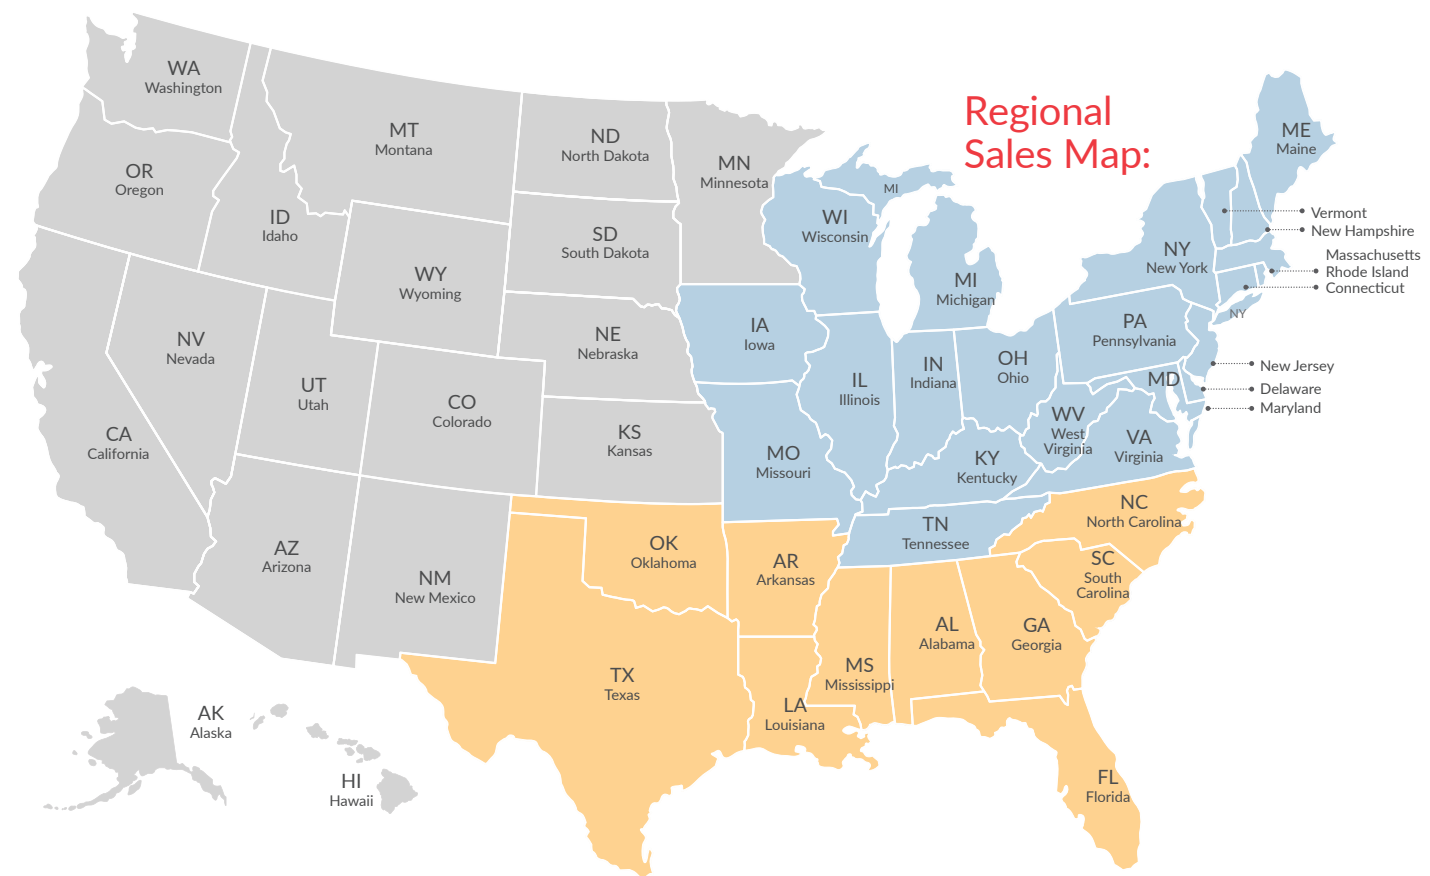 Regional
Sales Map:
WA
Washington
OR
Oregon
MT
Montana
ID
Idaho
ND
North Dakota
MN
Minnesota
SD
South Dakota
WY
Wyoming
WI
Wisconsin
MI
MI
Michigan
ME
Maine
Vermont
New Hampshire
Massachusetts
Rhode Island
Connecticut
NY
New York
NY
NV
Nevada
UT
Utah
CO
Colorado
NE
Nebraska
IA
Iowa
IL
Illinois
IN
Indiana
OH
Ohio
PA
Pennsylvania
New Jersey
Delaware
Maryland
MD
CA
California
KS
Kansas
MO
Missouri
KY
Kentucky
WV
West
Virginia
VA
Virginia
AZ
Arizona
NM
New Mexico
OK
Oklahoma
AR
Arkansas
TN
Tennessee
NC
North Carolina
SC
South
Carolina
TX
Texas
LA
Louisiana
MS
Mississippi
AL
Alabama
GA
Georgia
FL
Florida
AK
Alaska
HI
Hawaii